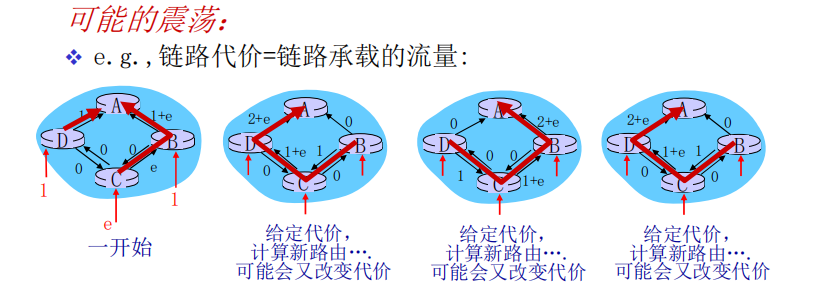 可能的震荡:
❖ e.g.,链路代价=链路承载的流量:
A
1
1+e
D
B
0
0
0
e
C
1
1
e
一开始
A
2+e
0
D
B
1+e
1
0
0
C
给定代价,
计算新路由….
可能会又改变代价
A
0
2+e
D
B
0
0
1
1+e
C
给定代价,
计算新路由….
可能会又改变代价
A
2+e
0
D
B
1+e
1
0
0
C
给定代价,
计算新路由….
可能会又改变代价